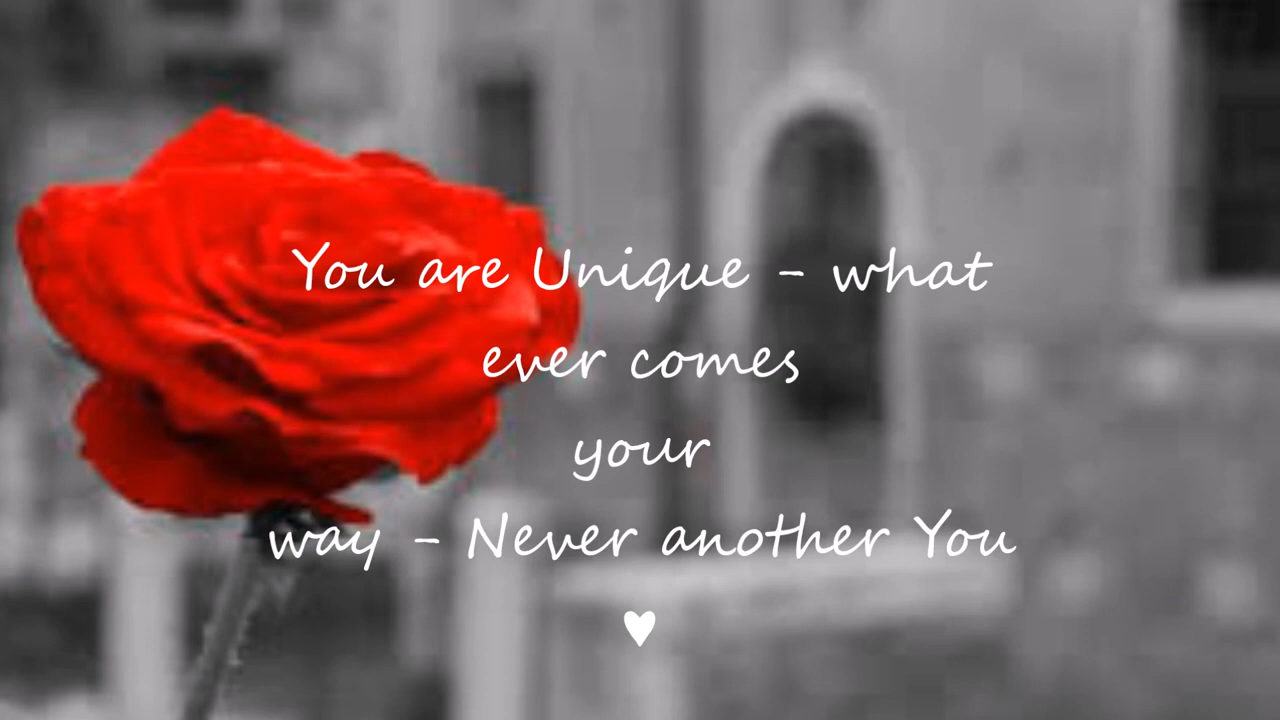 You are Unique - what
ever comes
your
way - Never another You
♥